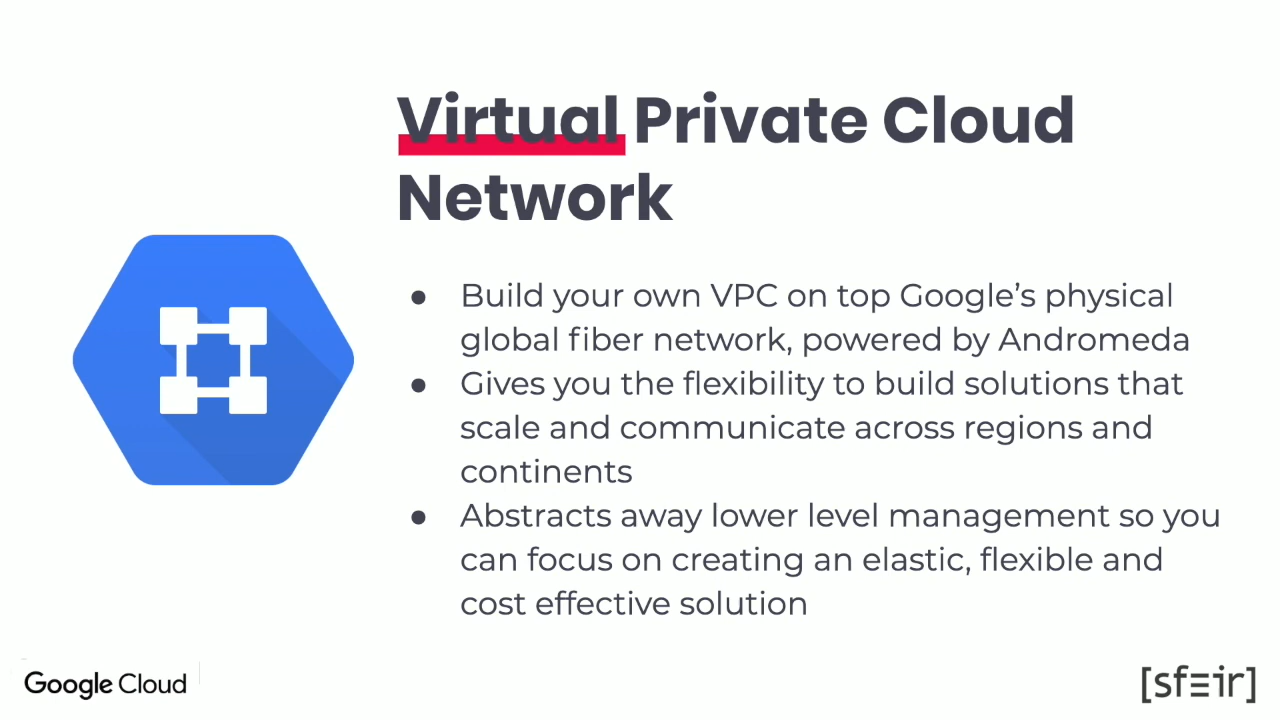 Virtual Private Cloud
Network
● Build your own VPC on top Google’s physical
global fiber network, powered by Andromeda
● Gives you the flexibility to build solutions that
scale and communicate across regions and
continents
● Abstracts away lower level management so you
can focus on creating an elastic, flexible and
cost effective solution
Google Cloud
[sfeir]